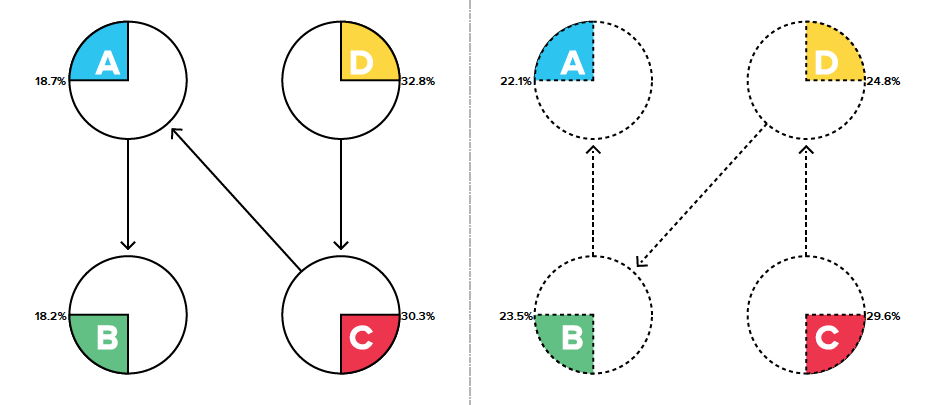 A
D
18.7%
32.8%
B
C
18.2%
30.3%
A
D
22.1%
24.8%
B
C
23.5%
29.6%